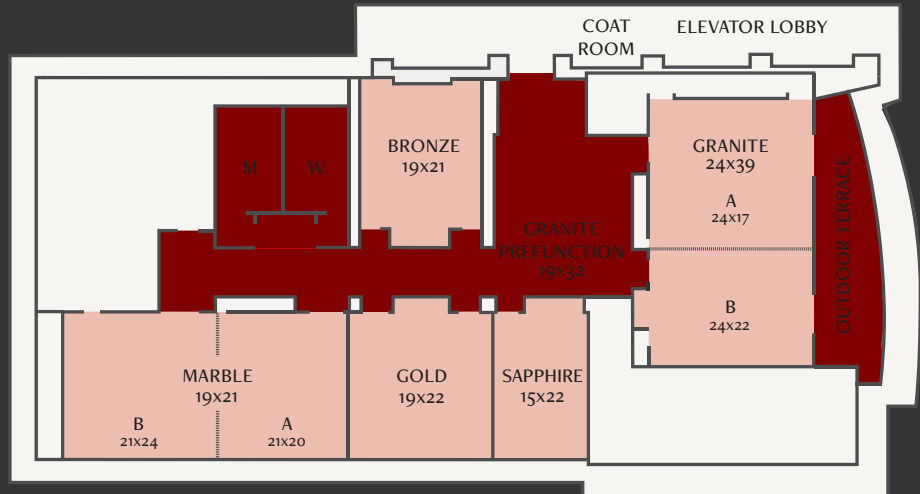 COAT
ROOM
ELEVATOR LOBBY
BRONZE
19x21
GRANITE
24x39
A
24x17
M
W
GRANITE
PREFUNCTION
19x32
OUTDOOR TERRACE
B
24x22
MARBLE
19x21
GOLD
19x22
SAPPHIRE
15x22
B
21x24
A
21x20